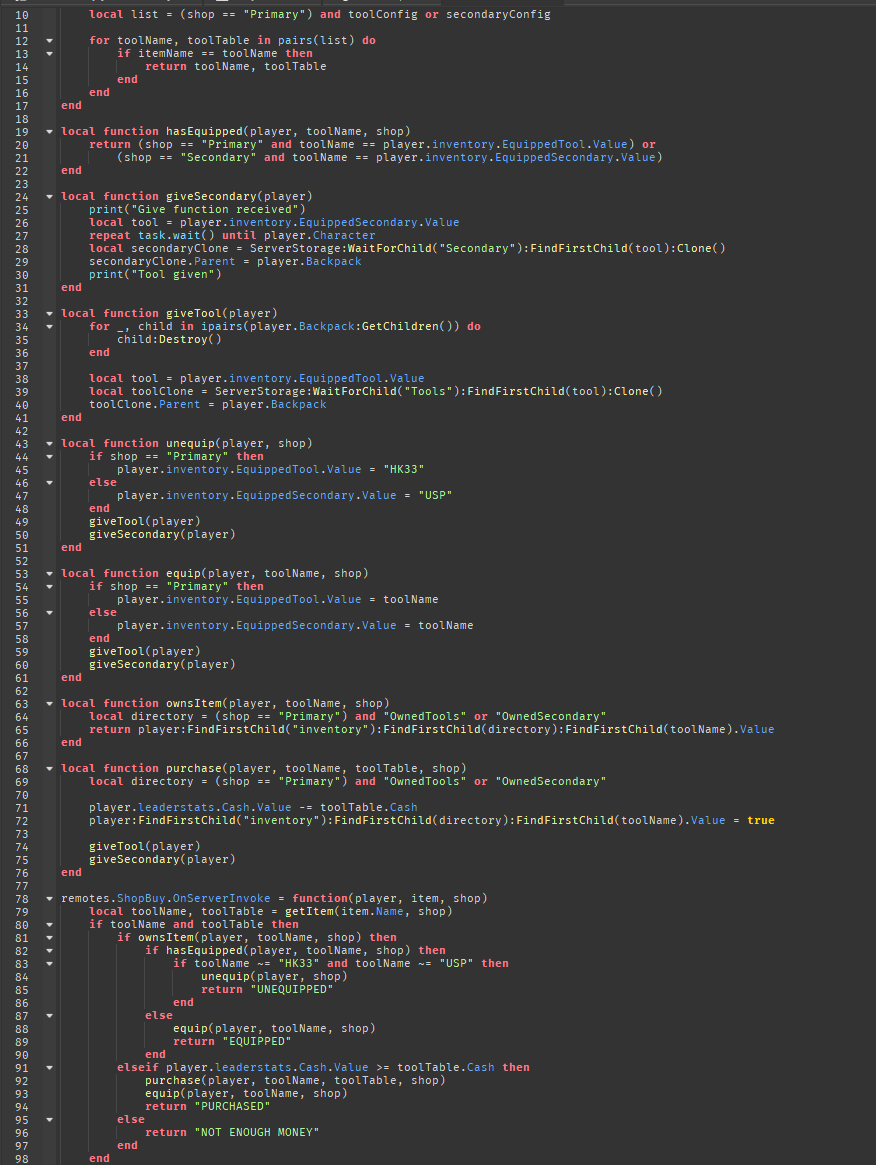 10 local list = (shop == "Primary") and toolConfig or secondaryConfig
11
12 for toolName, toolTable in pairs(list) do
13 if itemName == toolName then
14 return toolName, toolTable
15 end
16 end
17 end
18
19 local function hasEquipped(player, toolName, shop)
20 return (shop == "Primary" and toolName == player.inventory.EquippedTool.Value) or
21 (shop == "Secondary" and toolName == player.inventory.EquippedSecondary.Value)
22 end
23
24 local function giveSecondary(player)
25 print("Give function received")
26 local tool = player.inventory.EquippedSecondary.Value
27 repeat task.wait() until player.Character
28 local secondaryClone = ServerStorage:WaitForChild("Secondary"):FindFirstChild(tool):Clone()
29 secondaryClone.Parent = player.Backpack
30 print("Tool given")
31 end
32
33 local function giveTool(player)
34 for _, child in ipairs(player.Backpack:GetChildren()) do
35 child:Destroy()
36 end
37
38 local tool = player.inventory.EquippedTool.Value
39 local toolClone = ServerStorage:WaitForChild("Tools"):FindFirstChild(tool):Clone()
40 toolClone.Parent = player.Backpack
41 end
42
43 local function unequip(player, shop)
44 if shop == "Primary" then
45 player.inventory.EquippedTool.Value = "HK33"
46 else
47 player.inventory.EquippedSecondary.Value = "USP"
48 end
49 giveTool(player)
50 giveSecondary(player)
51 end
52
53 local function equip(player, toolName, shop)
54 if shop == "Primary" then
55 player.inventory.EquippedTool.Value = toolName
56 else
57 player.inventory.EquippedSecondary.Value = toolName
58 end
59 giveTool(player)
60 giveSecondary(player)
61 end
62
63 local function ownsItem(player, toolName, shop)
64 local directory = (shop == "Primary") and "OwnedTools" or "OwnedSecondary"
65 return player:FindFirstChild("inventory"):FindFirstChild(directory):FindFirstChild(toolName).Value
66 end
67
68 local function purchase(player, toolName, toolTable, shop)
69 local directory = (shop == "Primary") and "OwnedTools" or "OwnedSecondary"
70
71 player.leaderstats.Cash.Value -= toolTable.Cash
72 player:FindFirstChild("inventory"):FindFirstChild(directory):FindFirstChild(toolName).Value = true
73
74 giveTool(player)
75 giveSecondary(player)
76 end
77
78 remotes.ShopBuy.OnServerInvoke = function(player, item, shop)
79 local toolName, toolTable = getItem(item.Name, shop)
80 if toolName and toolTable then
81 if ownsItem(player, toolName, shop) then
82 if hasEquipped(player, toolName, shop) then
83 if toolName ~= "HK33" and toolName ~= "USP" then
84 unequip(player, shop)
85 return "UNEQUIPPED"
86 end
87 else
88 equip(player, toolName, shop)
89 return "EQUIPPED"
90 end
91 elseif player.leaderstats.Cash.Value >= toolTable.Cash then
92 purchase(player, toolName, toolTable, shop)
93 equip(player, toolName, shop)
94 return "PURCHASED"
95 else
96 return "NOT ENOUGH MONEY"
97 end
98 end